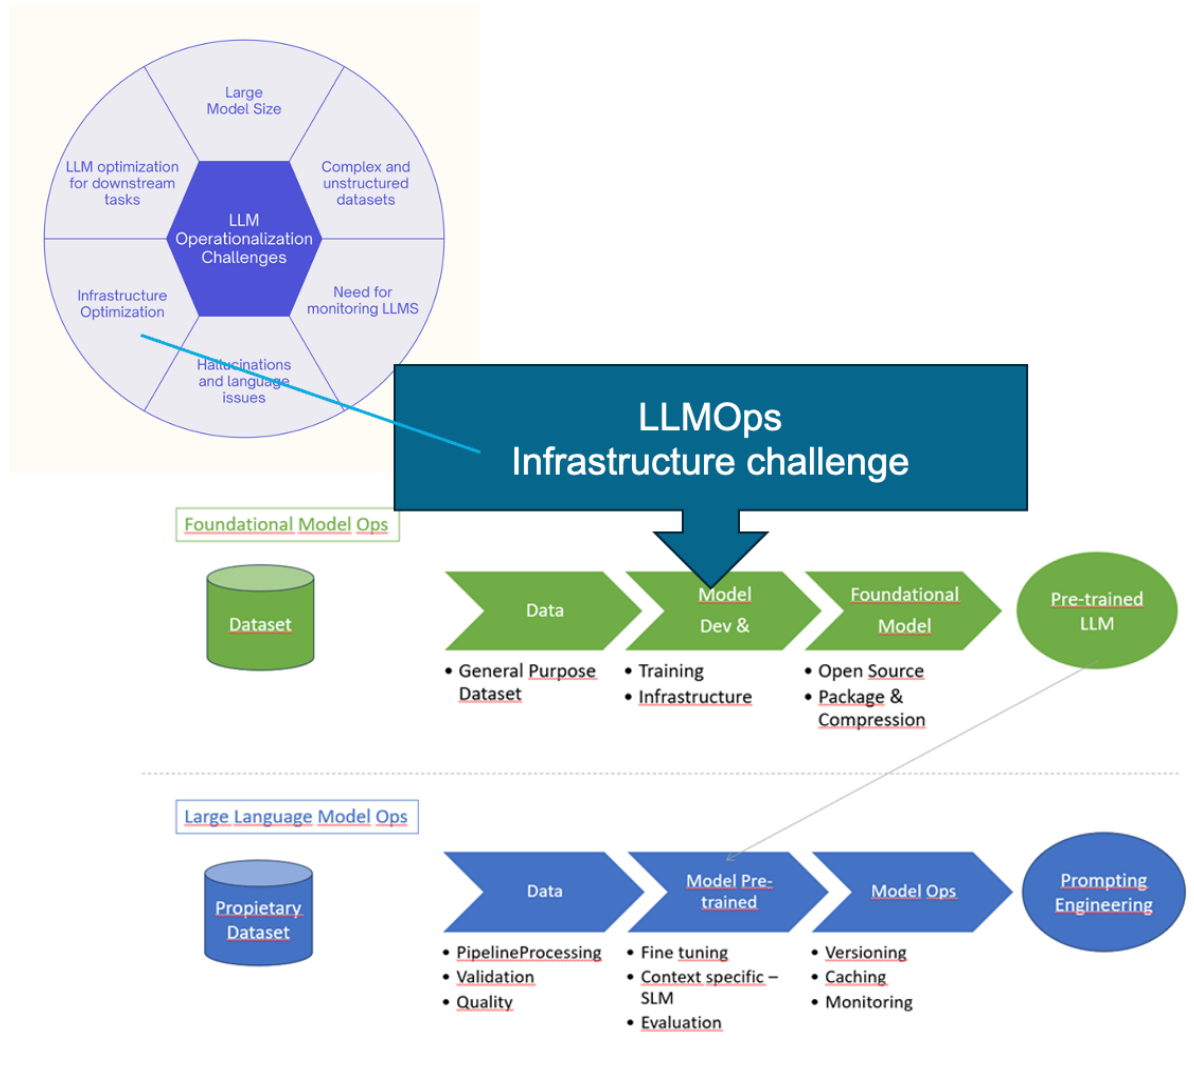 Large
Model Size
LLM optimization
for downstream
tasks
Complex and
unstructured
datasets
LLM
Operationalization
Challenges
Infrastructure
Optimization
Need for
monitoring LLMS
Hallucinations
and language
issues
LLMOps
Infrastructure challenge
Foundational Model Ops
Dataset
Data
Model
Dev &
Foundational
Model
Pre-trained
LLM
• General Purpose
Dataset
• Training
• Infrastructure
• Open Source
• Package &
Compression
Large Language Model Ops
Propietary
Dataset
Data
Model Pre-
trained
Model Ops
Prompting
Engineering
• PipelineProcessing
• Validation
• Quality
• Fine tuning
• Context specific –
SLM
• Evaluation
• Versioning
• Caching
• Monitoring